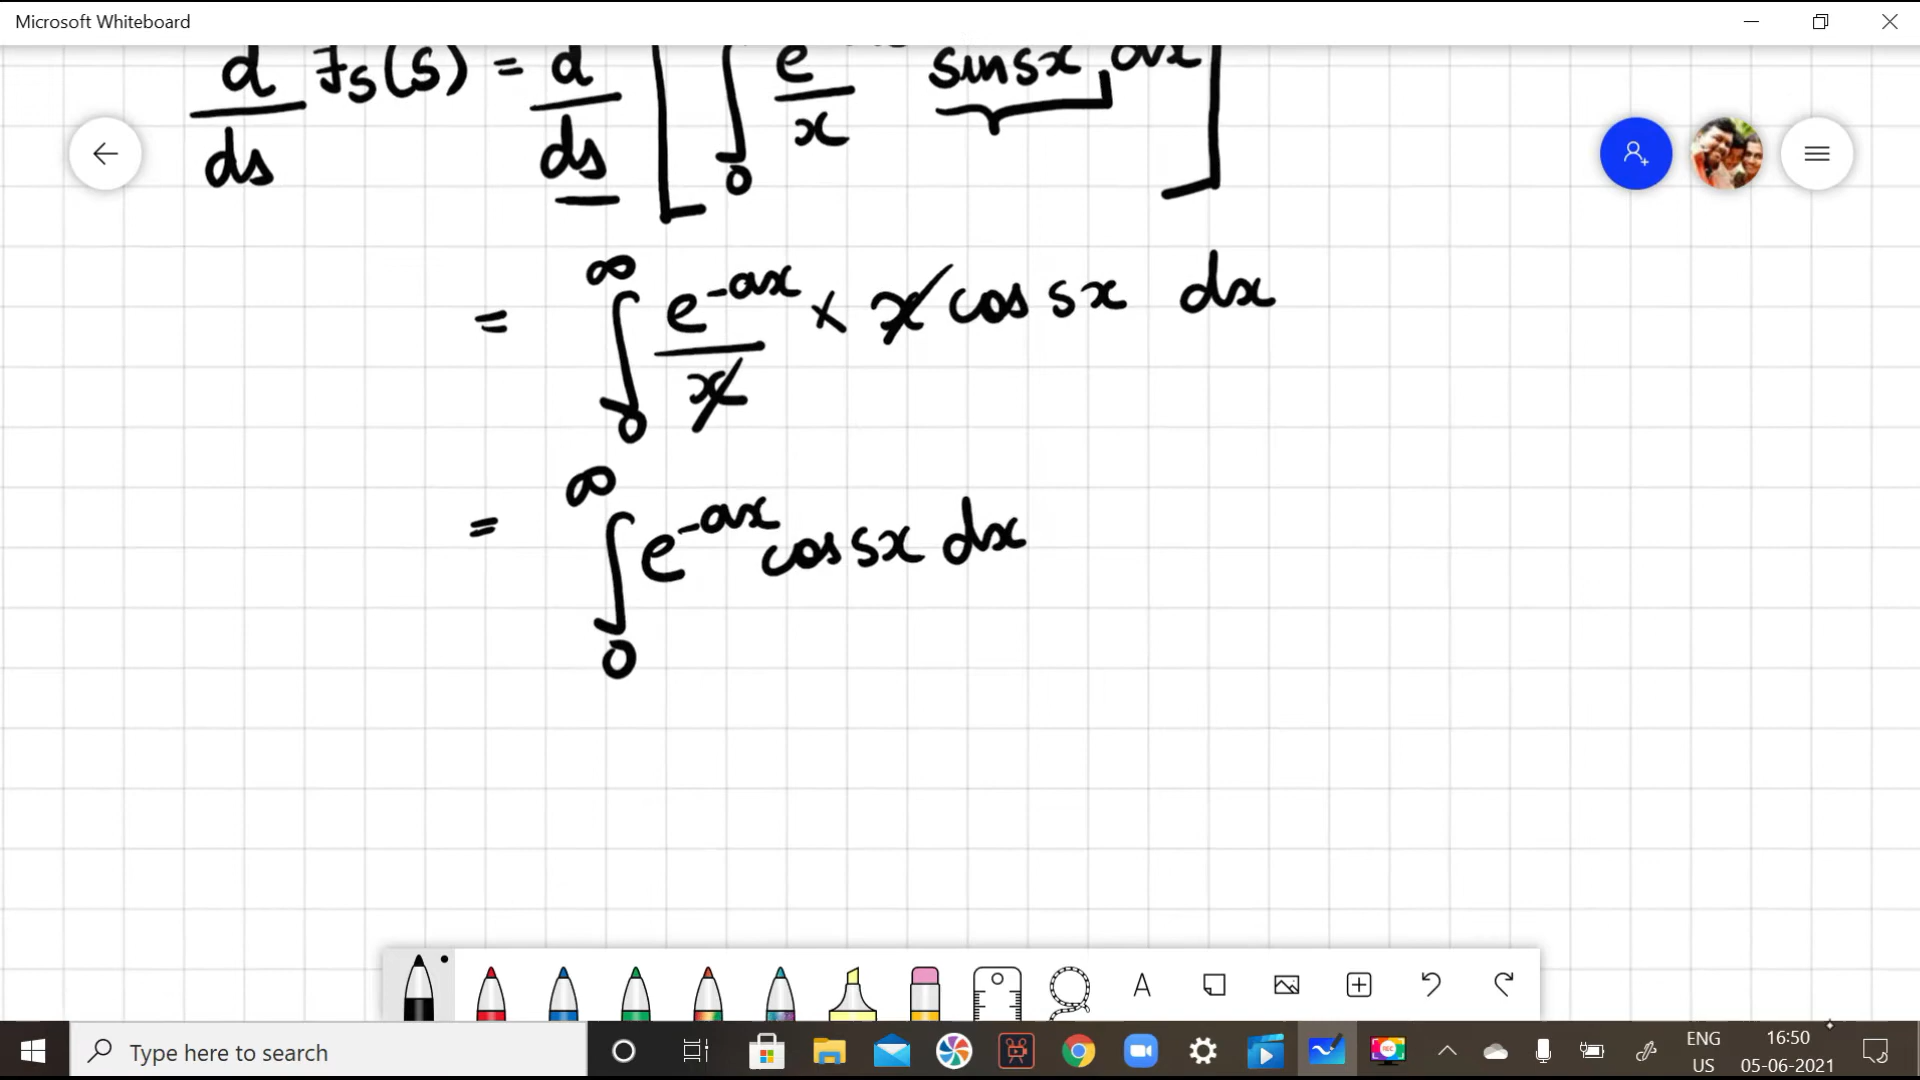 Microsoft Whiteboard
d/ds Fs(s) = d/ds [ ∫₀ e/x sinsx dx ]
= ∫₀^∞ e^-ax/x × x cos sx dx
= ∫₀^∞ e^-ax cos sx dx
A
Type here to search
ENG
US
16:50
05-06-2021